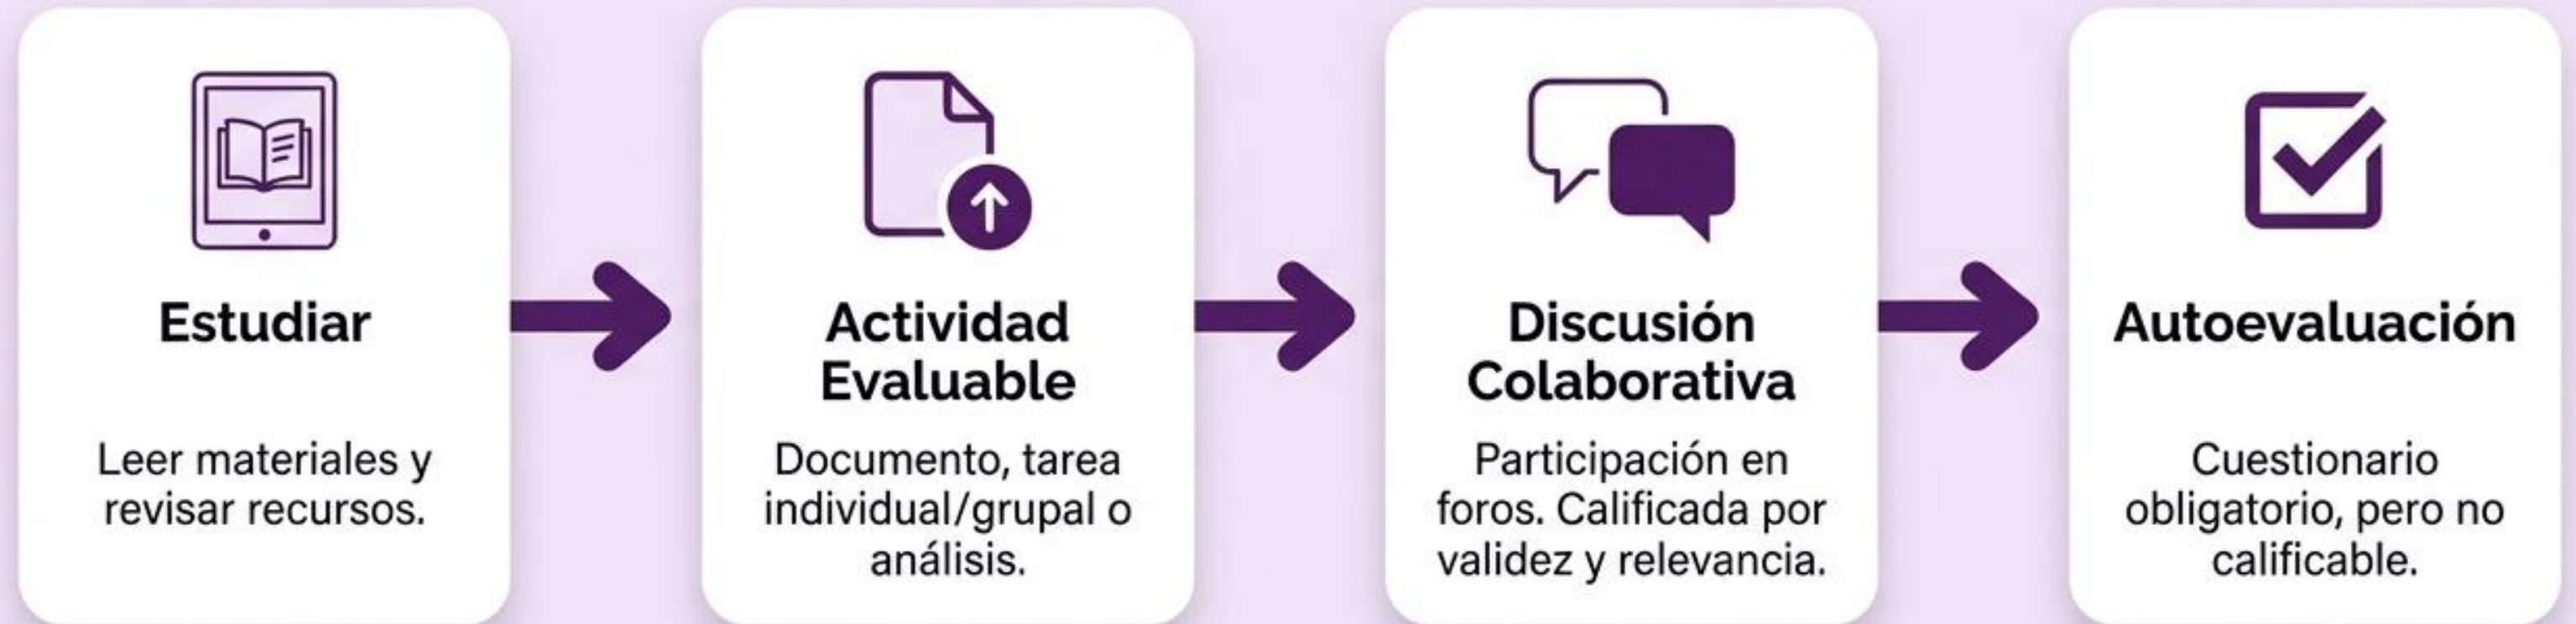 Estudiar
Leer materiales y
revisar recursos.
Actividad
Evaluable
Documento, tarea
individual/grupal o
análisis.
Discusión
Colaborativa
Participación en
foros. Calificada por
validez y relevancia.
Autoevaluación
Cuestionario
obligatorio, pero no
calificable.